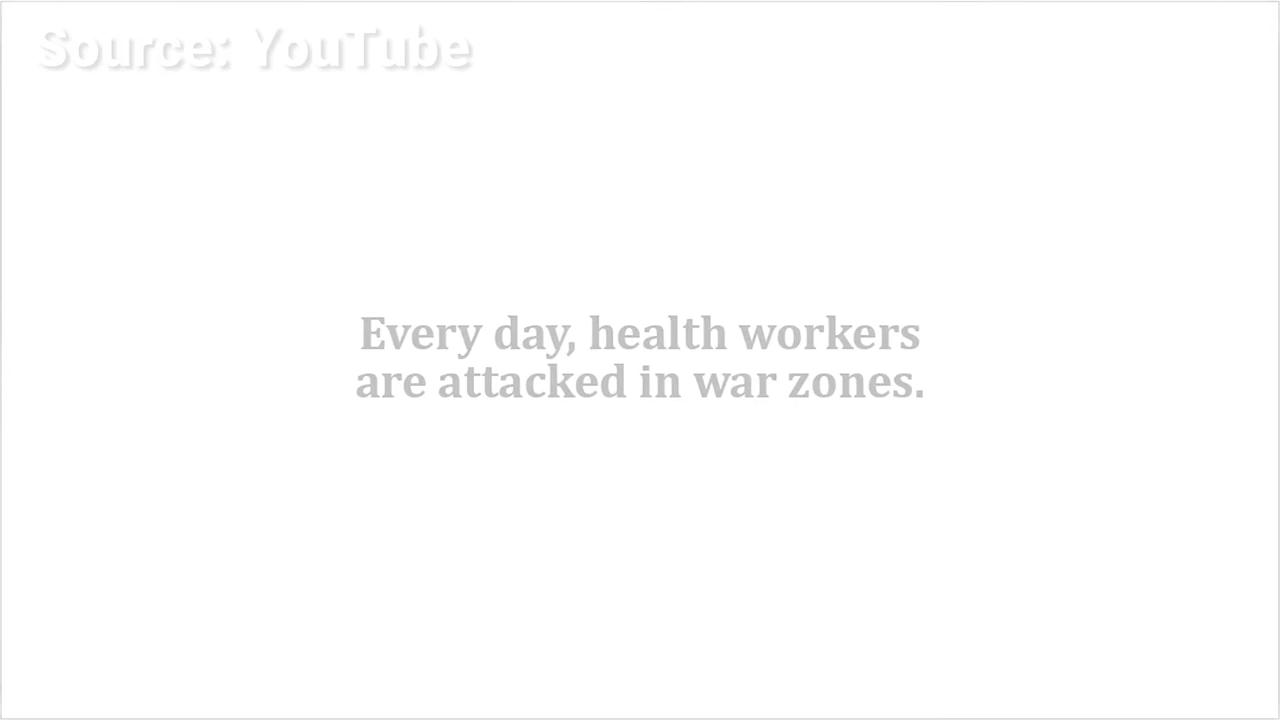 Source: YouTube
Every day, health workers
are attacked in war zones.